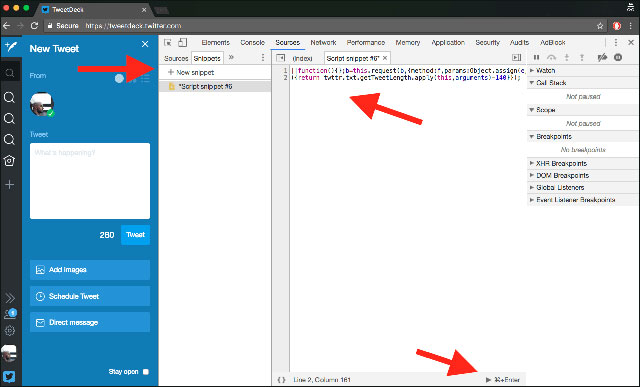 TweetDeck
Secure
https://tweetdeck.twitter.com
New Tweet
From
Tweet
What's happening?
280
Tweet
Add images
Schedule Tweet
Direct message
Stay open
Elements
Console
Sources
Network
Performance
Memory
Application
Security
Audits
AdBlock
Sources
Snippets
(index)
Script snippet #6*
+ New snippet
*Script snippet #6
1
2
function(){};b=this.request(b,{method:f,params:Object.assign(e
{return twttr.txt.getTweetLength.apply(this,arguments)-140}});
Watch
Call Stack
Not paused
Scope
Not paused
Breakpoints
No breakpoints
XHR Breakpoints
DOM Breakpoints
Global Listeners
Event Listener Breakpoints
{ }
Line 2, Column 161
⌘+Enter